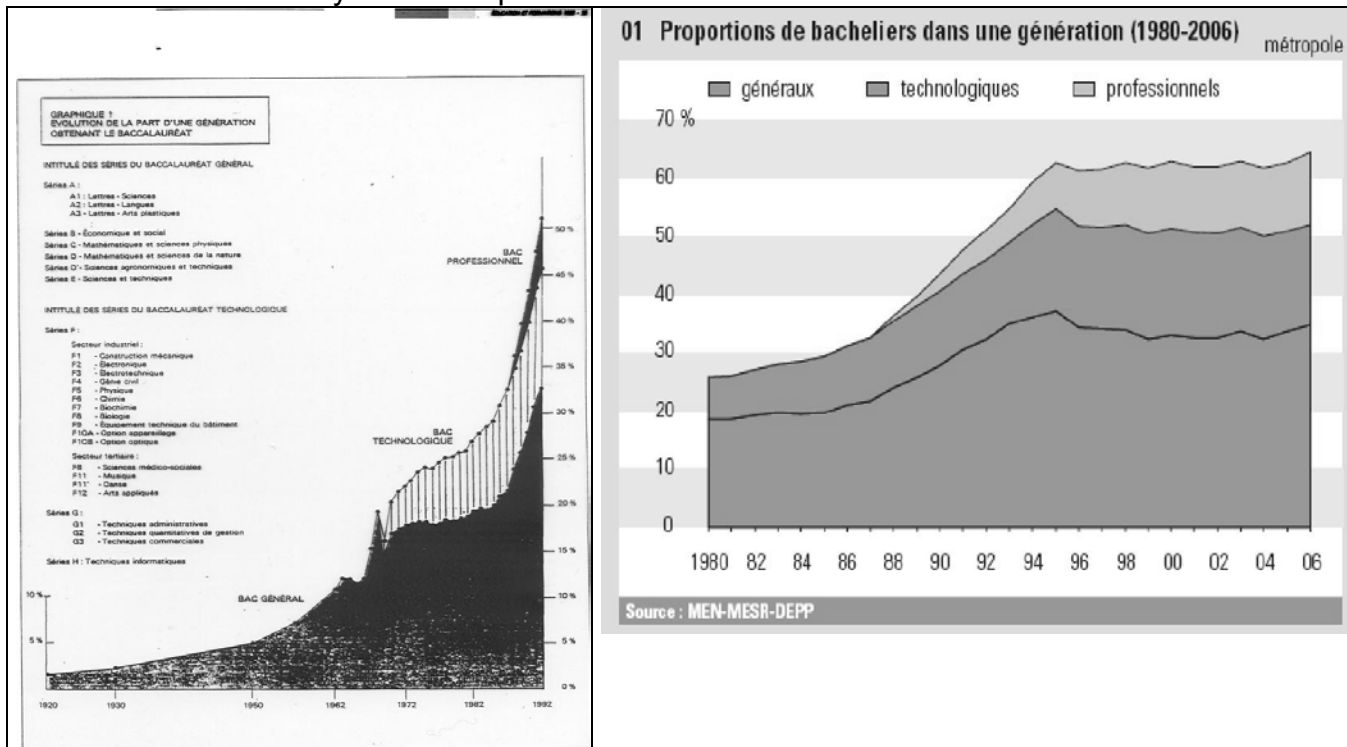 EDUCATION ET FORMATIONS
GRAPHIQUE 1
EVOLUTION DE LA PART D'UNE GÉNÉRATION
OBTENANT LE BACCALAURÉAT
INTITULÉ DES SÉRIES DU BACCALAURÉAT GÉNÉRAL
Séries A :
A1 : Lettres - Sciences
A2 : Lettres - Langues
A3 - Lettres - Arts plastiques
Séries B - Économique et social
Séries C - Mathématiques et sciences physiques
Séries D - Mathématiques et sciences de la nature
Séries D' - Sciences agronomiques et techniques
Séries E - Sciences et techniques
INTITULÉ DES SÉRIES DU BACCALAURÉAT TECHNOLOGIQUE
Séries F :
Secteur industriel :
F1 - Construction mécanique
F2 - Électronique
F3 - Électrotechnique
F4 - Génie civil
F5 - Physique
F6 - Chimie
F7 - Biochimie
F8 - Biologie
F9 - Équipement technique du bâtiment
F10A - Option appareillage
F10B - Option optique
Secteur tertiaire :
F8 - Sciences médico-sociales
F11 - Musique
F11' - Danse
F12 - Arts appliqués
Séries G :
G1 - Techniques administratives
G2 - Techniques quantitatives de gestion
G3 - Techniques commerciales
Séries H : Techniques informatiques
BAC
PROFESSIONNEL
BAC
TECHNOLOGIQUE
BAC GÉNÉRAL
10 %
5 %
50 %
45 %
40 %
35 %
30 %
25 %
20 %
15 %
10 %
5 %
0 %
1920 1930 1950 1962 1972 1982 1992
01 Proportions de bacheliers dans une génération (1980-2006)
métropole
généraux technologiques professionnels
70 %
60
50
40
30
20
10
0
1980 82 84 86 88 90 92 94 96 98 00 02 04 06
Source : MEN-MESR-DEPP